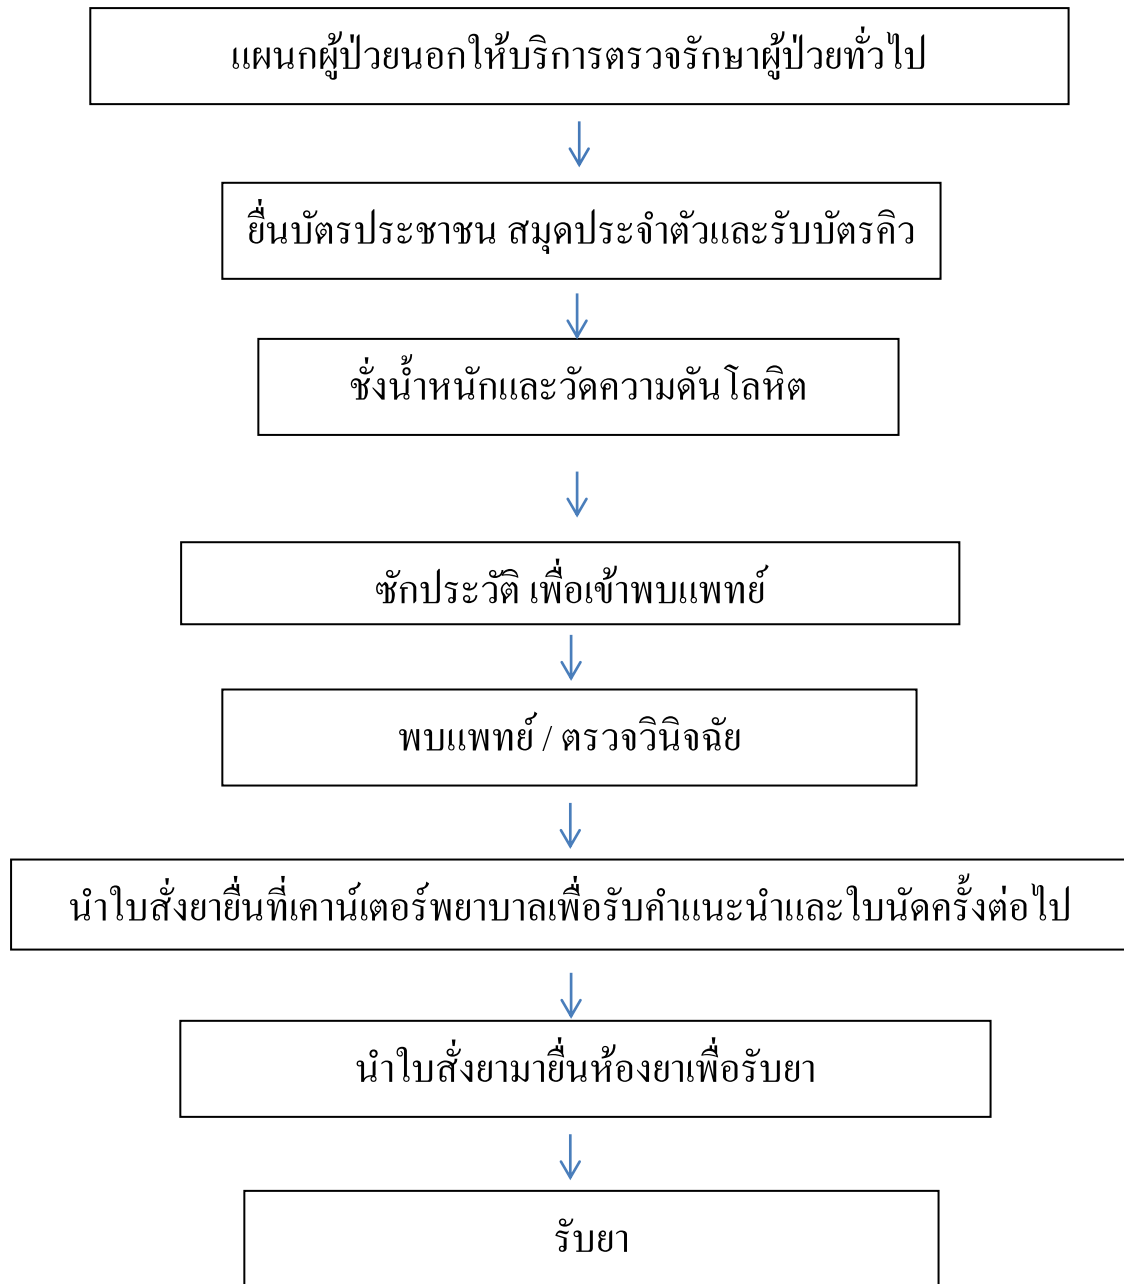 แผนกผู้ป่วยนอกให้บริการตรวจรักษาผู้ป่วยทั่วไป
ยื่นบัตรประชาชน สมุดประจำตัวและรับบัตรคิว
ชั่งน้ำหนักและวัดความดันโลหิต
ซักประวัติ เพื่อเข้าพบแพทย์
พบแพทย์ / ตรวจวินิจฉัย
นำใบสั่งยายื่นที่เคาน์เตอร์พยาบาลเพื่อรับคำแนะนำและใบนัดครั้งต่อไป
นำใบสั่งยามายื่นห้องยาเพื่อรับยา
รับยา